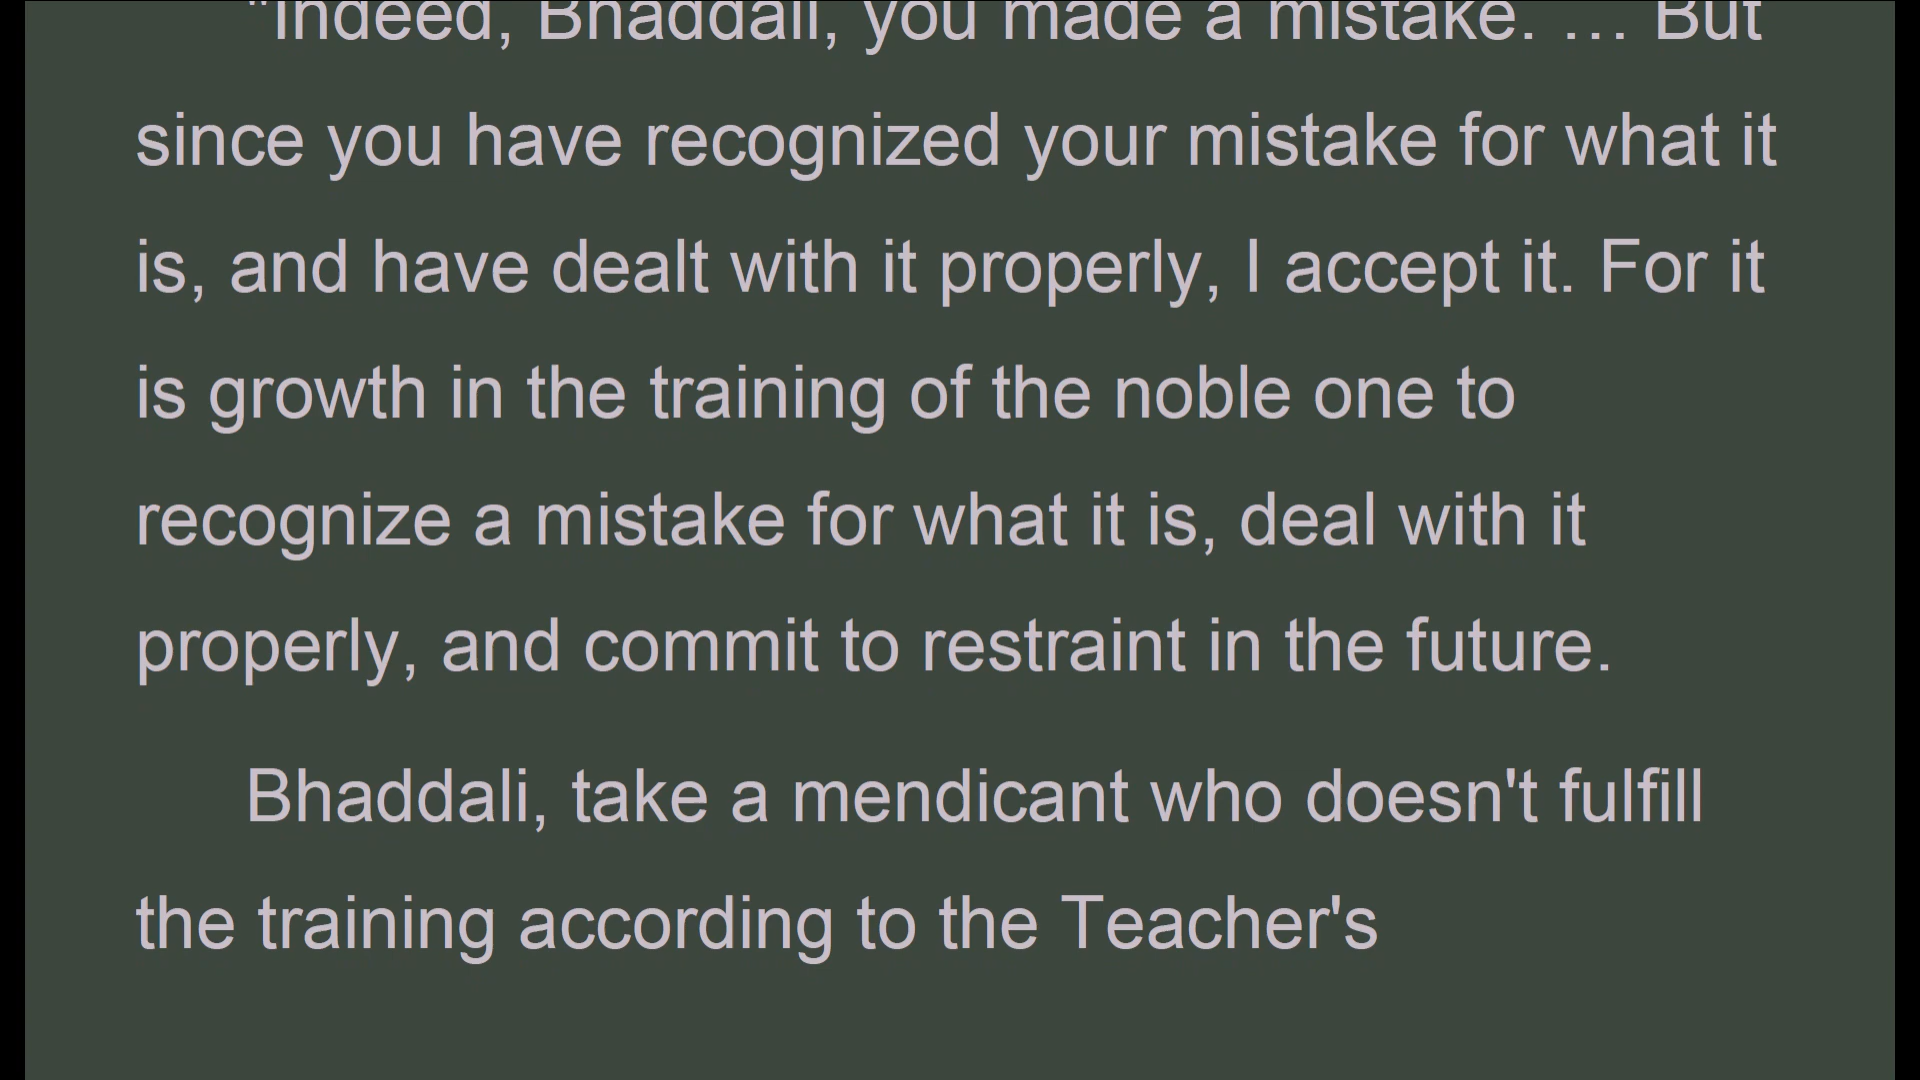 "Indeed, Bhaddali, you made a mistake. … But
since you have recognized your mistake for what it
is, and have dealt with it properly, I accept it. For it
is growth in the training of the noble one to
recognize a mistake for what it is, deal with it
properly, and commit to restraint in the future.
Bhaddali, take a mendicant who doesn't fulfill
the training according to the Teacher's